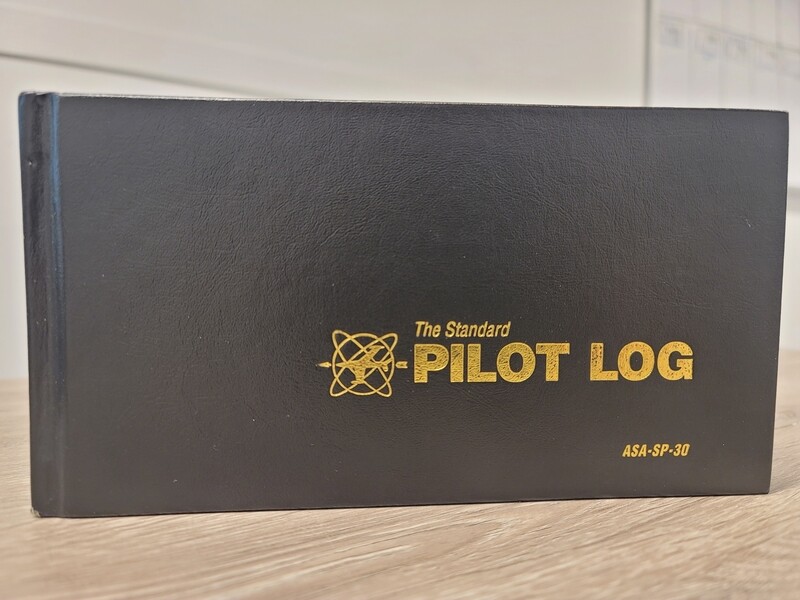 The Standard
PILOT LOG
ASA-SP-30